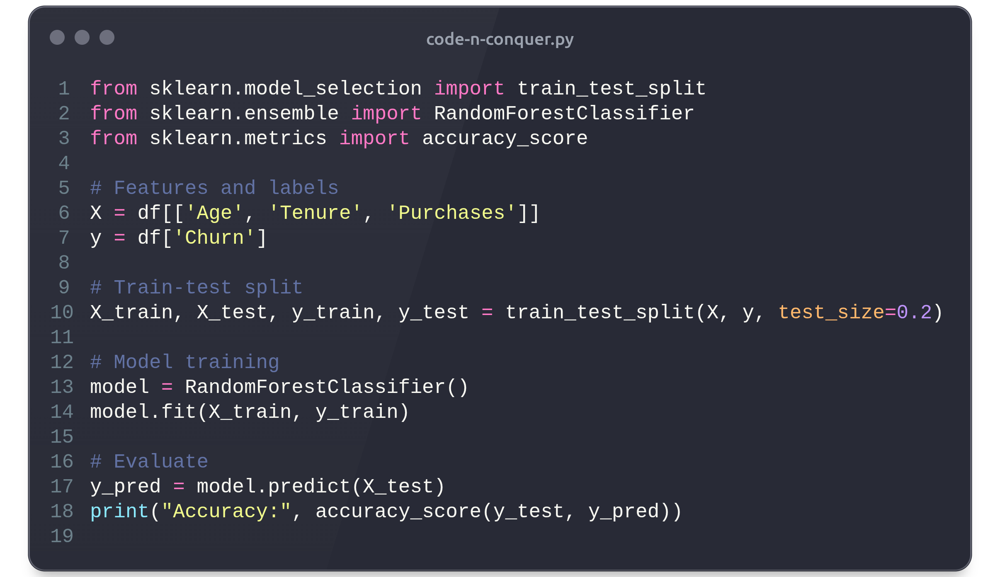 code-n-conquer.py
1 from sklearn.model_selection import train_test_split
2 from sklearn.ensemble import RandomForestClassifier
3 from sklearn.metrics import accuracy_score
4
5 # Features and labels
6 X = df[['Age', 'Tenure', 'Purchases']]
7 y = df['Churn']
8
9 # Train-test split
10 X_train, X_test, y_train, y_test = train_test_split(X, y, test_size=0.2)
11
12 # Model training
13 model = RandomForestClassifier()
14 model.fit(X_train, y_train)
15
16 # Evaluate
17 y_pred = model.predict(X_test)
18 print("Accuracy:", accuracy_score(y_test, y_pred))
19